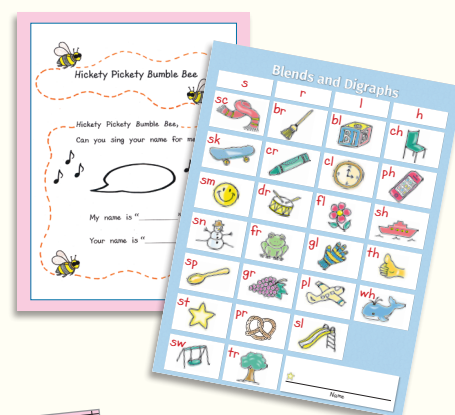 Hickety Pickety Bumble Bee
Hickety Pickety Bumble Bee,
Can you sing your name for me
My name is "
Your name is "
Blends and Digraphs
s r l h
sc br bl ch
sk cr cl ph
sm dr fl sh
sn fr gl th
sp gr pl wh
st pr sl
sw tr
Name